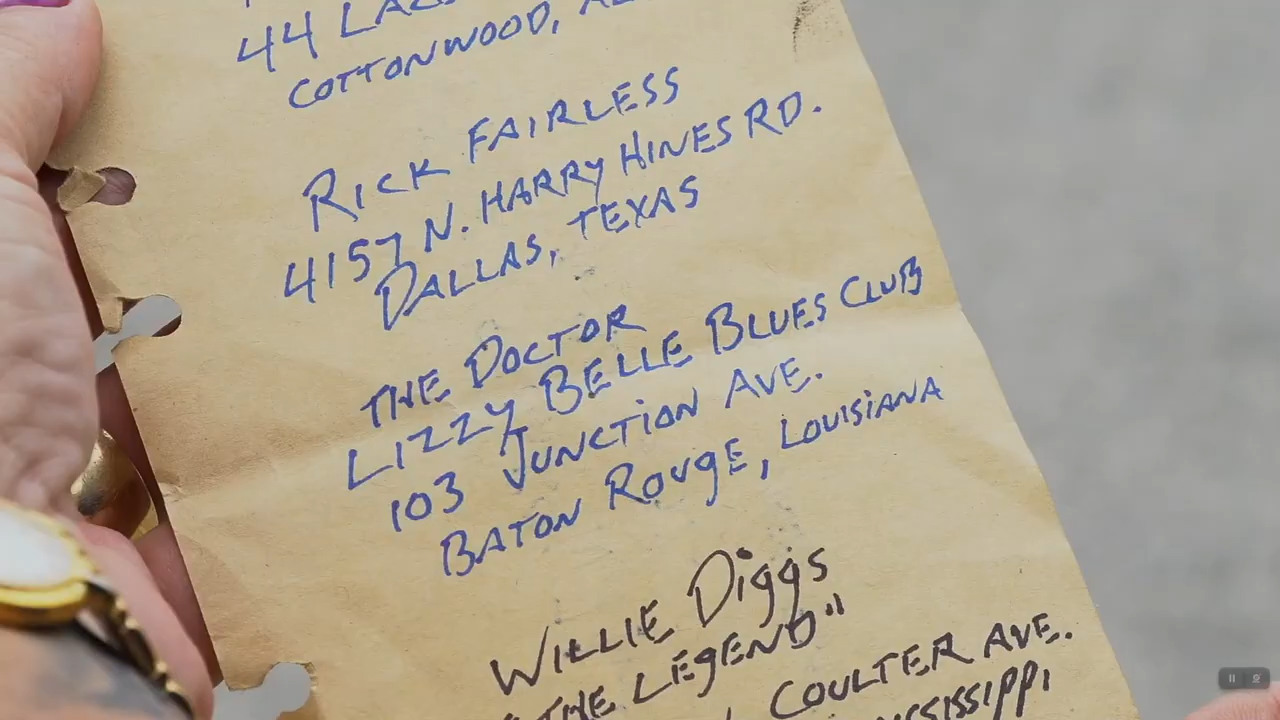 44
COTTONWOOD,
RICK FAIRLESS
4157 N. HARRY HINES RD.
DALLAS, TEXAS
THE DOCTOR
LIZZY BELLE BLUES CLUB
103 JUNCTION AVE.
BATON ROUGE, LOUISIANA
WILLIE DIGGS
THE LEGEND"
COULTER AVE.